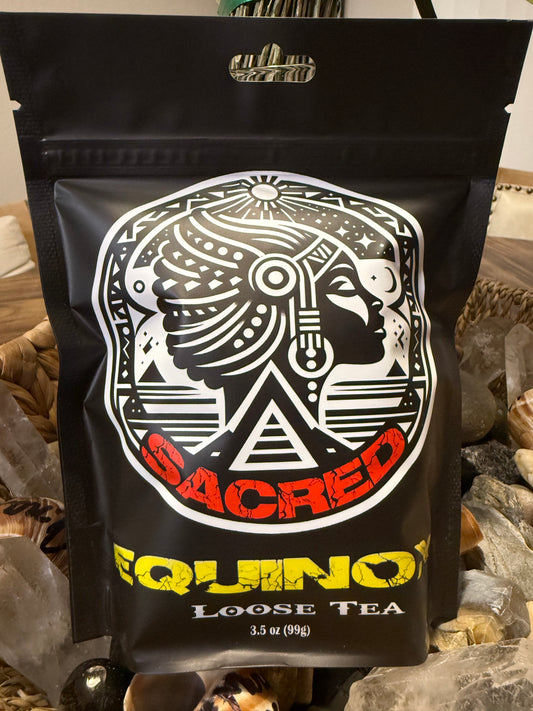 SACRED
EQUINOX
LOOSE TEA
3.5 oz (99g)